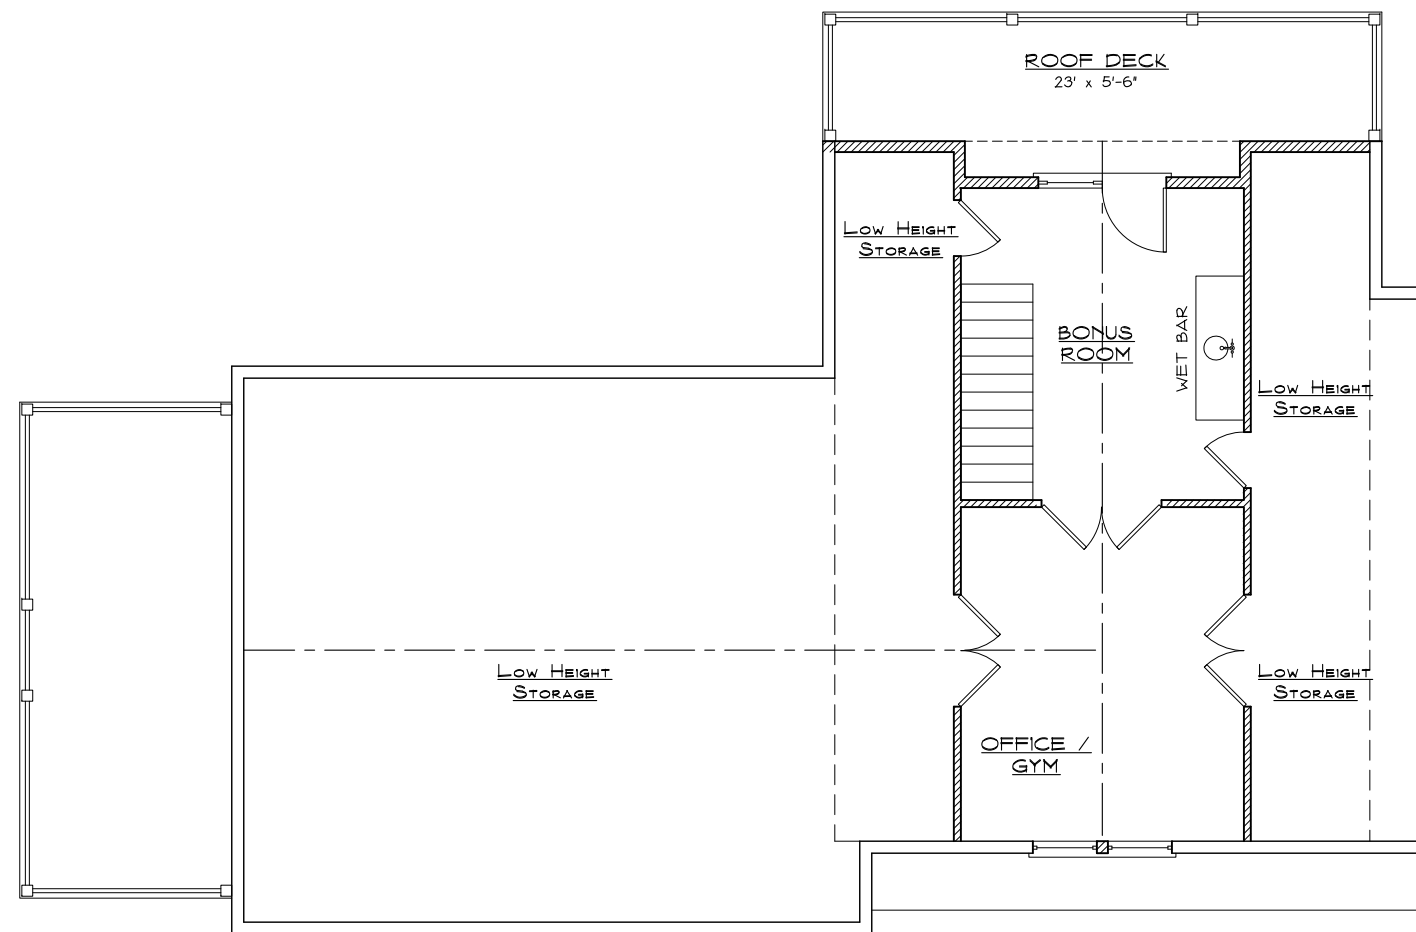 ROOF DECK
23' x 5'-6"
LOW HEIGHT
STORAGE
BONUS
ROOM
WET BAR
LOW HEIGHT
STORAGE
LOW HEIGHT
STORAGE
LOW HEIGHT
STORAGE
OFFICE /
GYM